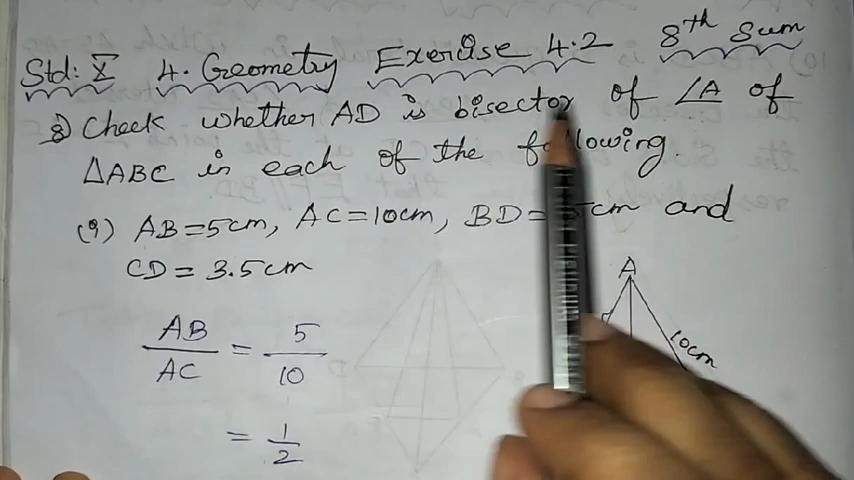 Std: X 4. Geometry Exercise 4.2 8th Sum
8) Check whether AD is bisector of ∠A of
ΔABC in each of the following.
(i) AB=5cm, AC=10cm, BD= 5cm and
CD= 3.5cm
AB/AC = 5/10
= 1/2
A
10cm